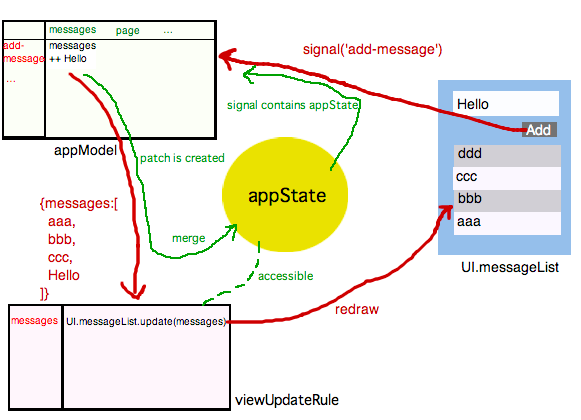 messages page ...
add-
message
messages
++ Hello
...
appModel
signal('add-message')
signal contains appState
patch is created
Hello
Add
ddd
ccc
bbb
aaa
UI.messageList
appState
{messages:[
aaa,
bbb,
ccc,
Hello
]}
merge
accessible
redraw
messages
UI.messageList.update(messages)
viewUpdateRule